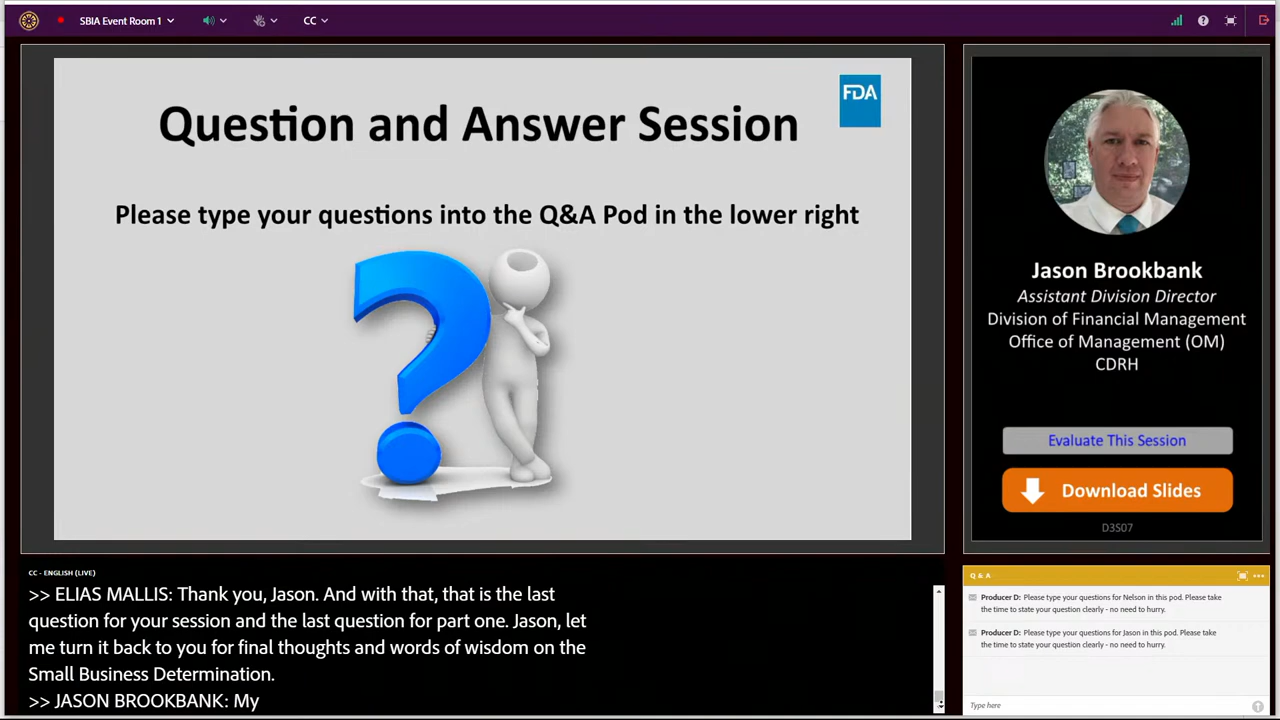 SBIA Event Room 1
CC
Question and Answer Session
FDA
Please type your questions into the Q&A Pod in the lower right
Jason Brookbank
Assistant Division Director
Division of Financial Management
Office of Management (OM)
CDRH
Evaluate This Session
Download Slides
D3S07
CC - ENGLISH (LIVE)
>> ELIAS MALLIS: Thank you, Jason. And with that, that is the last
question for your session and the last question for part one. Jason, let
me turn it back to you for final thoughts and words of wisdom on the
Small Business Determination.
>> JASON BROOKBANK: My
Q & A
Producer D: Please type your questions for Nelson in this pod. Please take
the time to state your question clearly - no need to hurry.
Producer D: Please type your questions for Jason in this pod. Please take
the time to state your question clearly - no need to hurry.
Type here